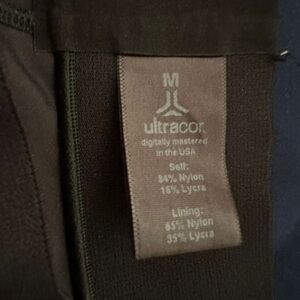 M
ultracor
digitally mastered
in the USA
Self:
84% Nylon
16% Lycra
Lining:
65% Nylon
35% Lycra